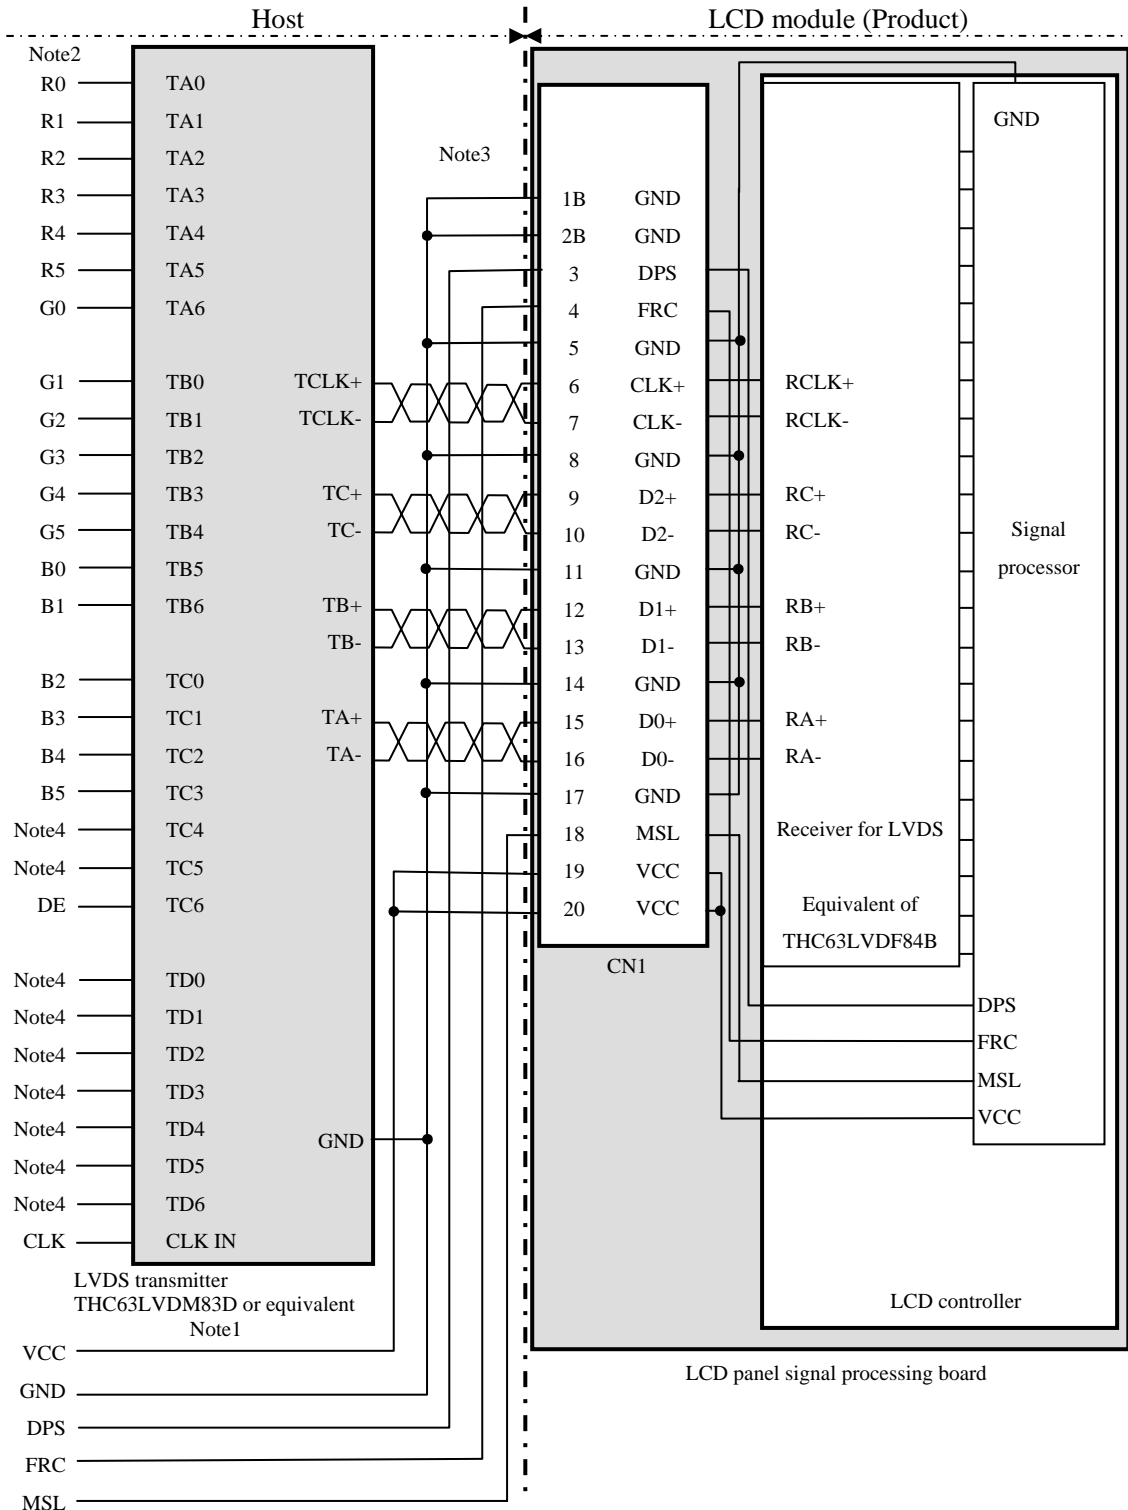 Host LCD module (Product)
Note2
R0 TA0
R1 TA1
R2 TA2
R3 TA3
R4 TA4
R5 TA5
G0 TA6
G1 TB0 TCLK+
G2 TB1 TCLK-
G3 TB2
G4 TB3 TC+
G5 TB4 TC-
B0 TB5
B1 TB6 TB+
TB-
B2 TC0
B3 TC1 TA+
B4 TC2 TA-
B5 TC3
Note4 TC4
Note4 TC5
DE TC6
Note4 TD0
Note4 TD1
Note4 TD2
Note4 TD3
Note4 TD4
GND
Note4 TD5
Note4 TD6
CLK CLK IN
LVDS transmitter
THC63LVDM83D or equivalent
Note1
VCC
GND
DPS
FRC
MSL
Note3
1B GND
2B GND
3 DPS
4 FRC
5 GND
6 CLK+
7 CLK-
8 GND
9 D2+
10 D2-
11 GND
12 D1+
13 D1-
14 GND
15 D0+
16 D0-
17 GND
18 MSL
19 VCC
20 VCC
CN1
RCLK+
RCLK-
RC+
RC-
RB+
RB-
RA+
RA-
Receiver for LVDS
Equivalent of
THC63LVDF84B
GND
Signal
processor
DPS
FRC
MSL
VCC
LCD controller
LCD panel signal processing board